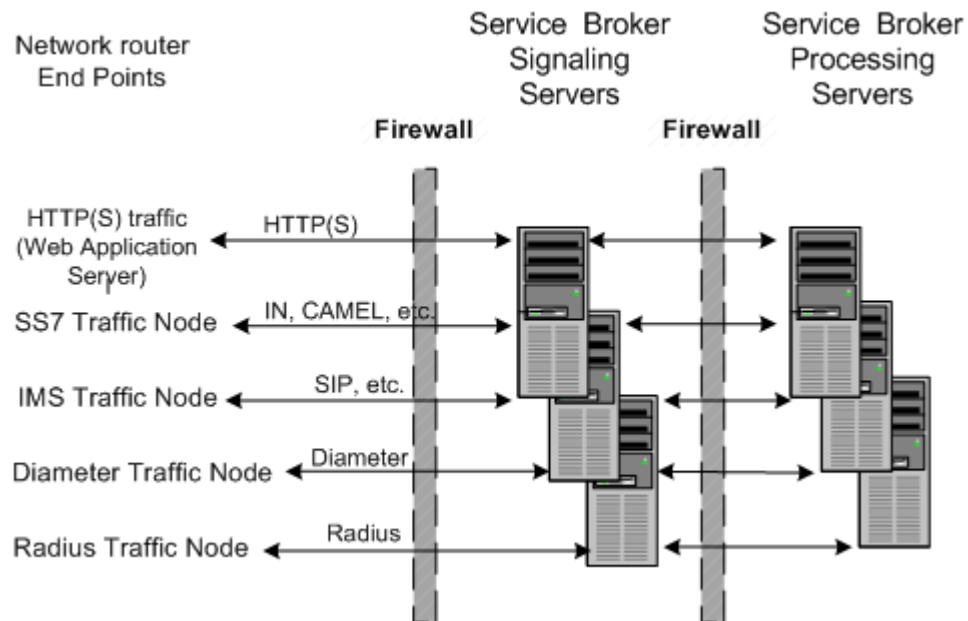 Network router
End Points
Service Broker
Signaling
Servers
Service Broker
Processing
Servers
Firewall
Firewall
HTTP(S) traffic
(Web Application
Server)
HTTP(S)
SS7 Traffic Node
IN, CAMEL, etc.
IMS Traffic Node
SIP, etc.
Diameter Traffic Node
Diameter
Radius Traffic Node
Radius